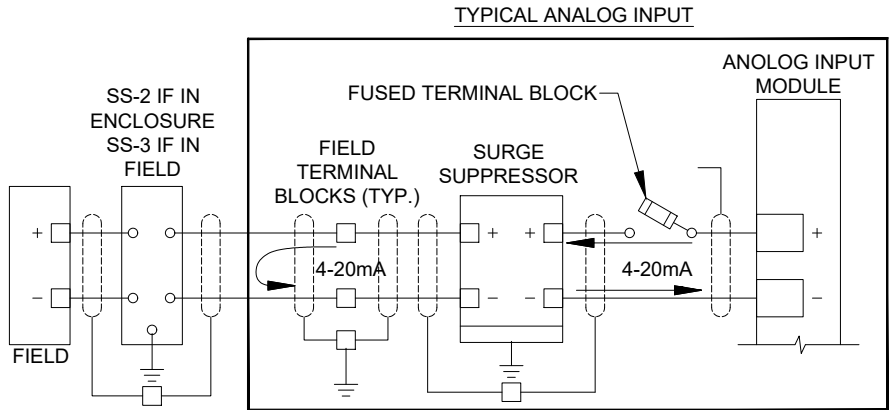 TYPICAL ANALOG INPUT
ANOLOG INPUT
MODULE
SS-2 IF IN
ENCLOSURE
SS-3 IF IN
FIELD
FUSED TERMINAL BLOCK
FIELD
TERMINAL
BLOCKS (TYP.)
SURGE
SUPPRESSOR
+
+
+
+
4-20mA
4-20mA
−
−
−
−
FIELD